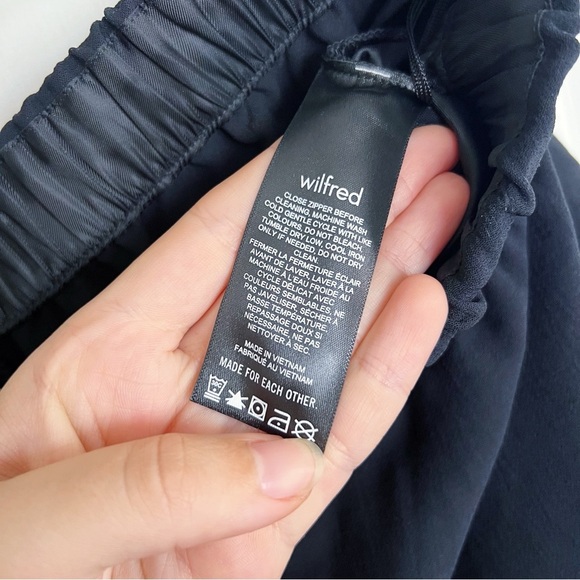 wilfred
CLOSE ZIPPER BEFORE
CLEANING, MACHINE WASH
COLD GENTLE CYCLE WITH LIKE
COLOURS, DO NOT BLEACH,
TUMBLE DRY LOW, COOL IRON
ONLY IF NEEDED, DO NOT DRY
CLEAN.
FERMER LA FERMETURE ÉCLAIR
AVANT DE LAVER, LAVER À LA
MACHINE À L'EAU FROIDE AU
CYCLE DÉLICAT AVEC
COULEURS SEMBLABLES, NE
PAS JAVELISER, SÉCHER À
BASSE TEMPÉRATURE,
REPASSAGE DOUX SI
NÉCESSAIRE, NE PAS
NETTOYER À SEC.
MADE IN VIETNAM
FABRIQUÉ AU VIETNAM
MADE FOR EACH OTHER.
30C